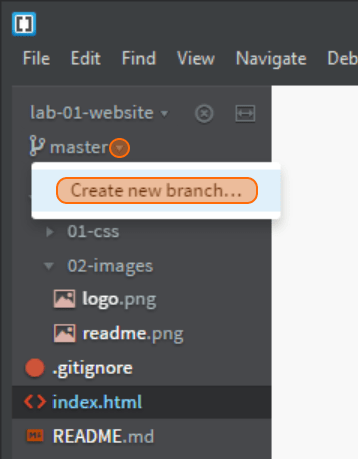 File Edit Find View Navigate Deb
lab-01-website
master
Create new branch...
01-css
02-images
logo.png
readme.png
.gitignore
index.html
README.md